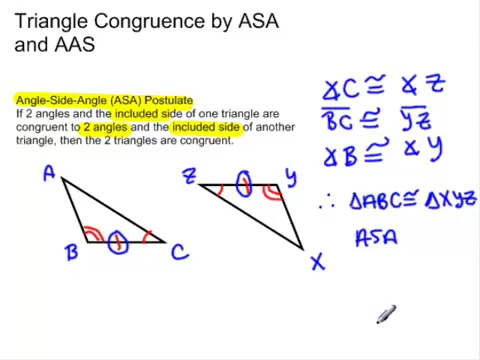 Triangle Congruence by ASA
and AAS
Angle-Side-Angle (ASA) Postulate
If 2 angles and the included side of one triangle are
congruent to 2 angles and the included side of another
triangle, then the 2 triangles are congruent.
∡C ≅ ∡Z
B̅C̅ ≅ Y̅Z̅
∡B ≅ ∡Y
∴ ΔABC ≅ ΔXYZ
ASA
A
B
C
Z
Y
X